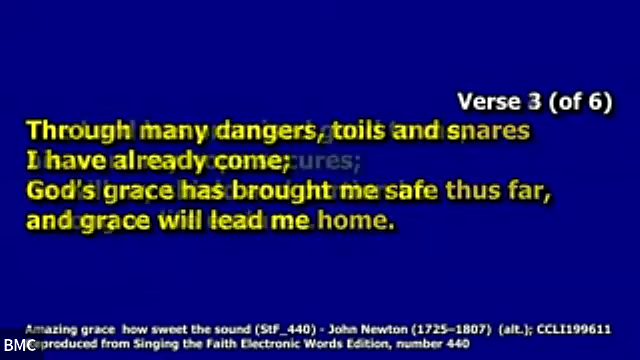 Verse 3 (of 6)
Through many dangers, toils and snares
I have already come;
God's grace has brought me safe thus far,
and grace will lead me home.
Amazing grace how sweet the sound (StF_440) - John Newton (1725–1807) (alt.); CCLI199611
Reproduced from Singing the Faith Electronic Words Edition, number 440
BMC